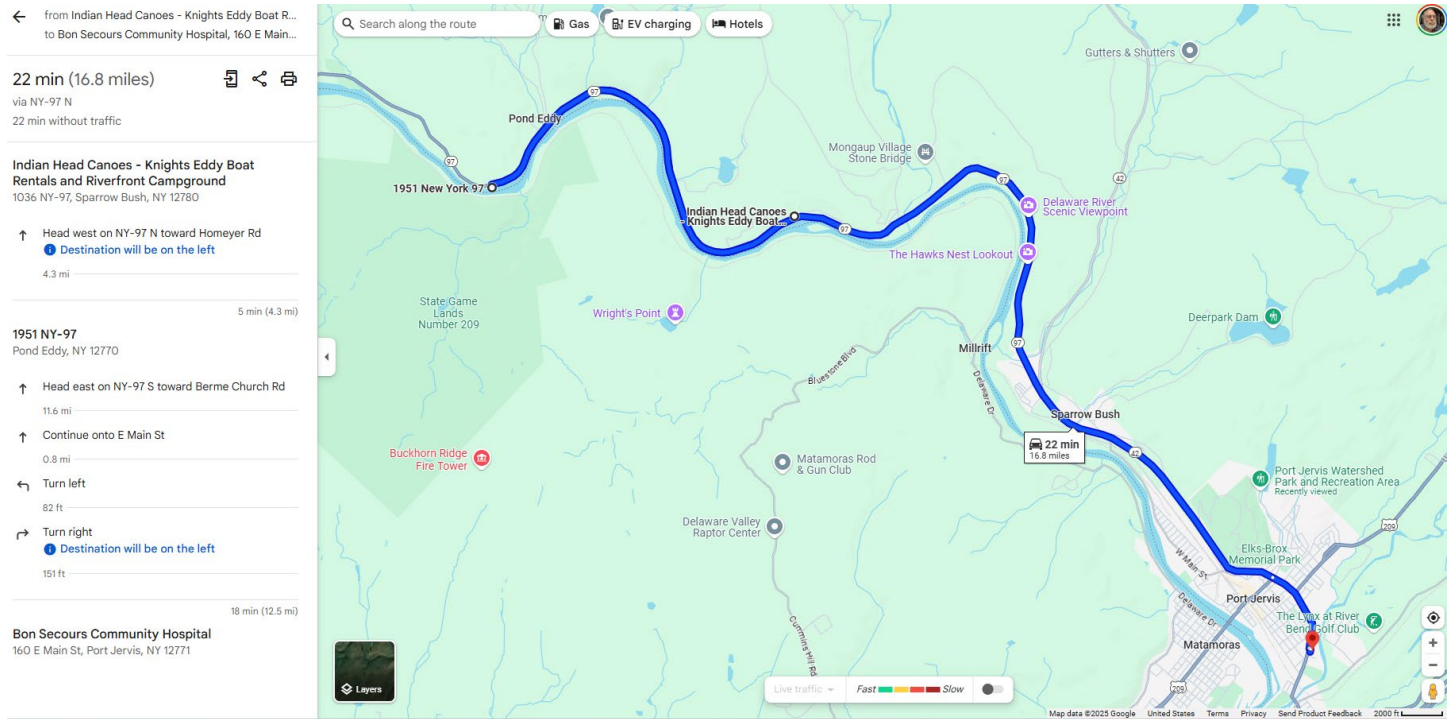 from Indian Head Canoes - Knights Eddy Boat R...
to Bon Secours Community Hospital, 160 E Main...
22 min (16.8 miles)
via NY-97 N
22 min without traffic
Indian Head Canoes - Knights Eddy Boat
Rentals and Riverfront Campground
1036 NY-97, Sparrow Bush, NY 12780
Head west on NY-97 N toward Homeyer Rd
Destination will be on the left
4.3 mi
5 min (4.3 mi)
1951 NY-97
Pond Eddy, NY 12770
Head east on NY-97 S toward Berme Church Rd
11.6 mi
Continue onto E Main St
0.8 mi
Turn left
82 ft
Turn right
Destination will be on the left
151 ft
18 min (12.5 mi)
Bon Secours Community Hospital
160 E Main St, Port Jervis, NY 12771
Search along the route
Gas
EV charging
Hotels
Gutters & Shutters
97
Pond Eddy
97
1951 New York 97
Mongaup Village
Stone Bridge
97
42
Delaware River
Scenic Viewpoint
Indian Head Canoes
- Knights Eddy Boat...
97
The Hawks Nest Lookout
State Game
Lands
Number 209
Wright's Point
Deerpark Dam
97
Millrift
Bluestone Blvd
Delaware Dr
Sparrow Bush
22 min
16.8 miles
42
Buckhorn Ridge
Fire Tower
Matamoras Rod
& Gun Club
Port Jervis Watershed
Park and Recreation Area
Recently viewed
Delaware Valley
Raptor Center
209
Elks-Brox
Memorial Park
W Main St
Port Jervis
Delaware Dr
The Lynx at River
Bend Golf Club
Matamoras
Cummins Hill Rd
209
Layers
Live traffic
Fast
Slow
Map data ©2025 Google
United States
Terms
Privacy
Send Product Feedback
2000 ft